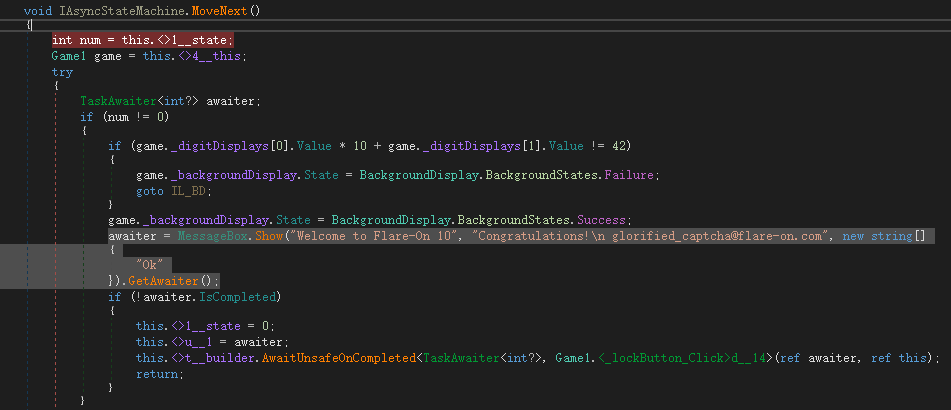 void IAsyncStateMachine.MoveNext()
{
int num = this.<>1__state;
Game1 game = this.<>4__this;
try
{
TaskAwaiter<int?> awaiter;
if (num != 0)
{
if (game._digitDisplays[0].Value * 10 + game._digitDisplays[1].Value != 42)
{
game._backgroundDisplay.State = BackgroundDisplay.BackgroundStates.Failure;
goto IL_BD;
}
game._backgroundDisplay.State = BackgroundDisplay.BackgroundStates.Success;
awaiter = MessageBox.Show("Welcome to Flare-On 10", "Congratulations!\n glorified_captcha@flare-on.com", new string[]
{
"Ok"
}).GetAwaiter();
if (!awaiter.IsCompleted)
{
this.<>1__state = 0;
this.<>u__1 = awaiter;
this.<>t__builder.AwaitUnsafeOnCompleted<TaskAwaiter<int?>, Game1.<_lockButton_Click>d__14>(ref awaiter, ref this);
return;
}
}